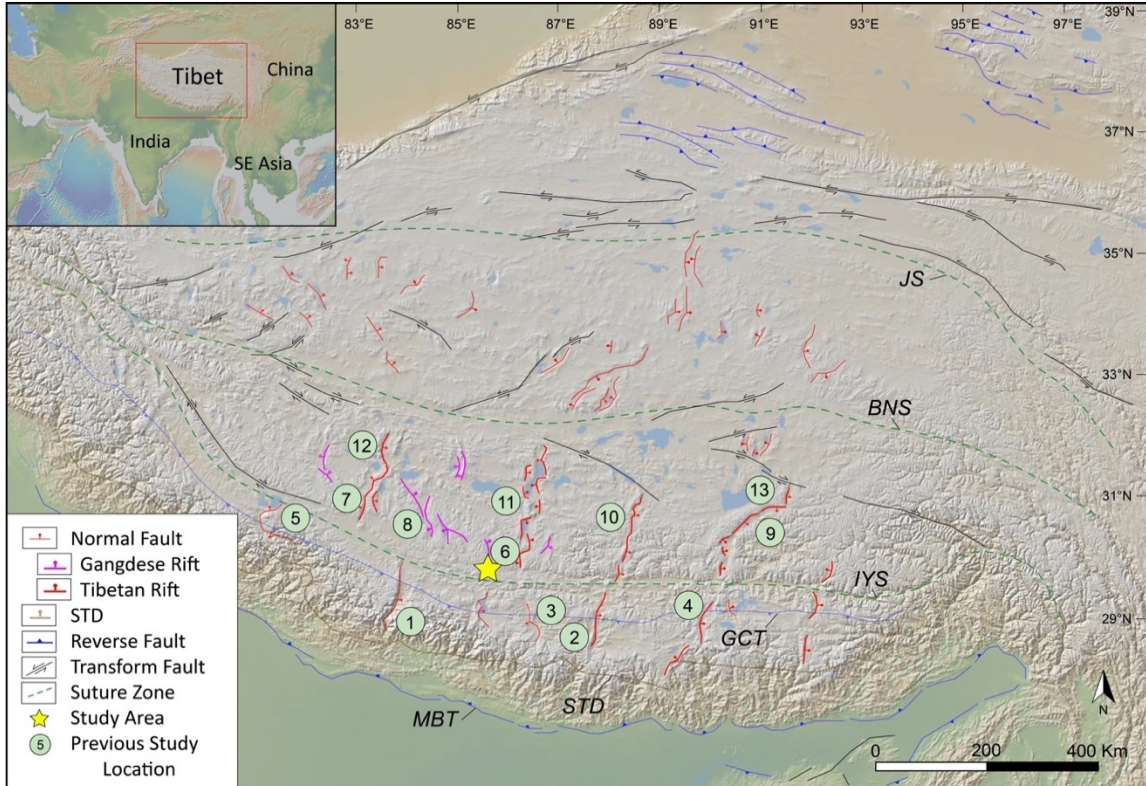 83°E 85°E 87°E 89°E 91°E 93°E 95°E 97°E 39°N
Tibet
China
India
SE Asia
37°N
35°N
JS
33°N
BNS
12
31°N
13
7
11
5
8
10
9
6
IYS
3
4
29°N
1
2
GCT
STD
MBT
N
0 200 400 Km
Normal Fault
Gangdese Rift
Tibetan Rift
STD
Reverse Fault
Transform Fault
Suture Zone
Study Area
5 Previous Study
Location